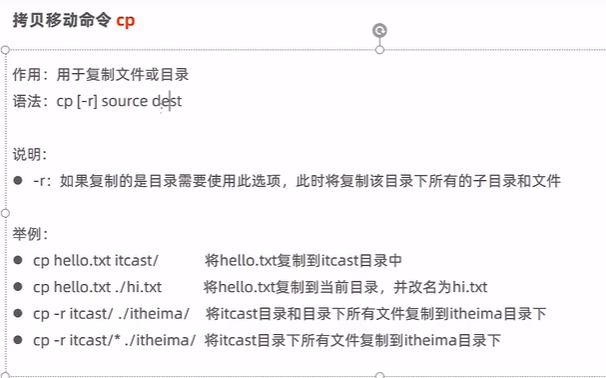 拷贝移动命令 cp
作用：用于复制文件或目录
语法：cp [-r] source dest
说明：
● -r：如果复制的是目录需要使用此选项，此时将复制该目录下所有的子目录和文件
举例：
● cp hello.txt itcast/ 将hello.txt复制到itcast目录中
● cp hello.txt ./hi.txt 将hello.txt复制到当前目录，并改名为hi.txt
● cp -r itcast/ ./itheima/ 将itcast目录和目录下所有文件复制到itheima目录下
● cp -r itcast/* ./itheima/ 将itcast目录下所有文件复制到itheima目录下